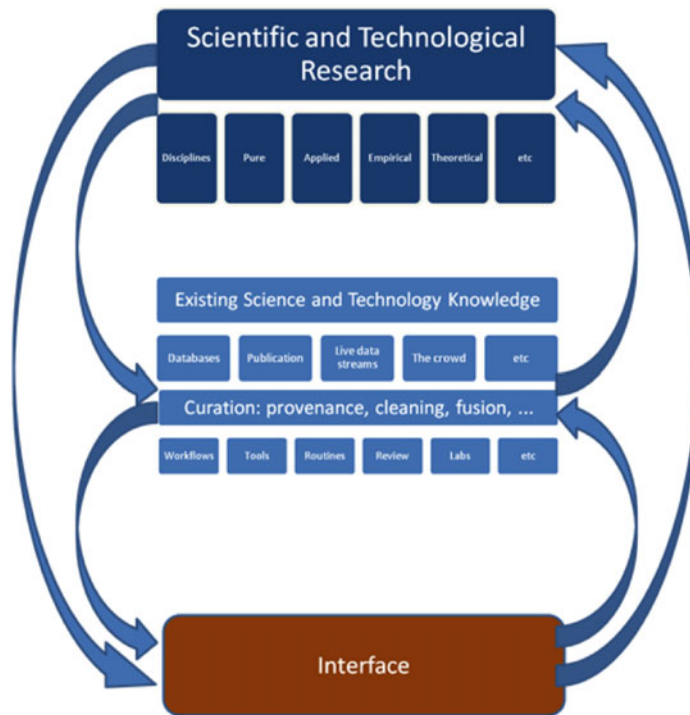 Scientific and Technological
Research
Disciplines
Pure
Applied
Empirical
Theoretical
etc
Existing Science and Technology Knowledge
Databases
Publication
Live data
streams
The crowd
etc
Curation: provenance, cleaning, fusion, ...
Workflows
Tools
Routines
Review
Labs
etc
Interface